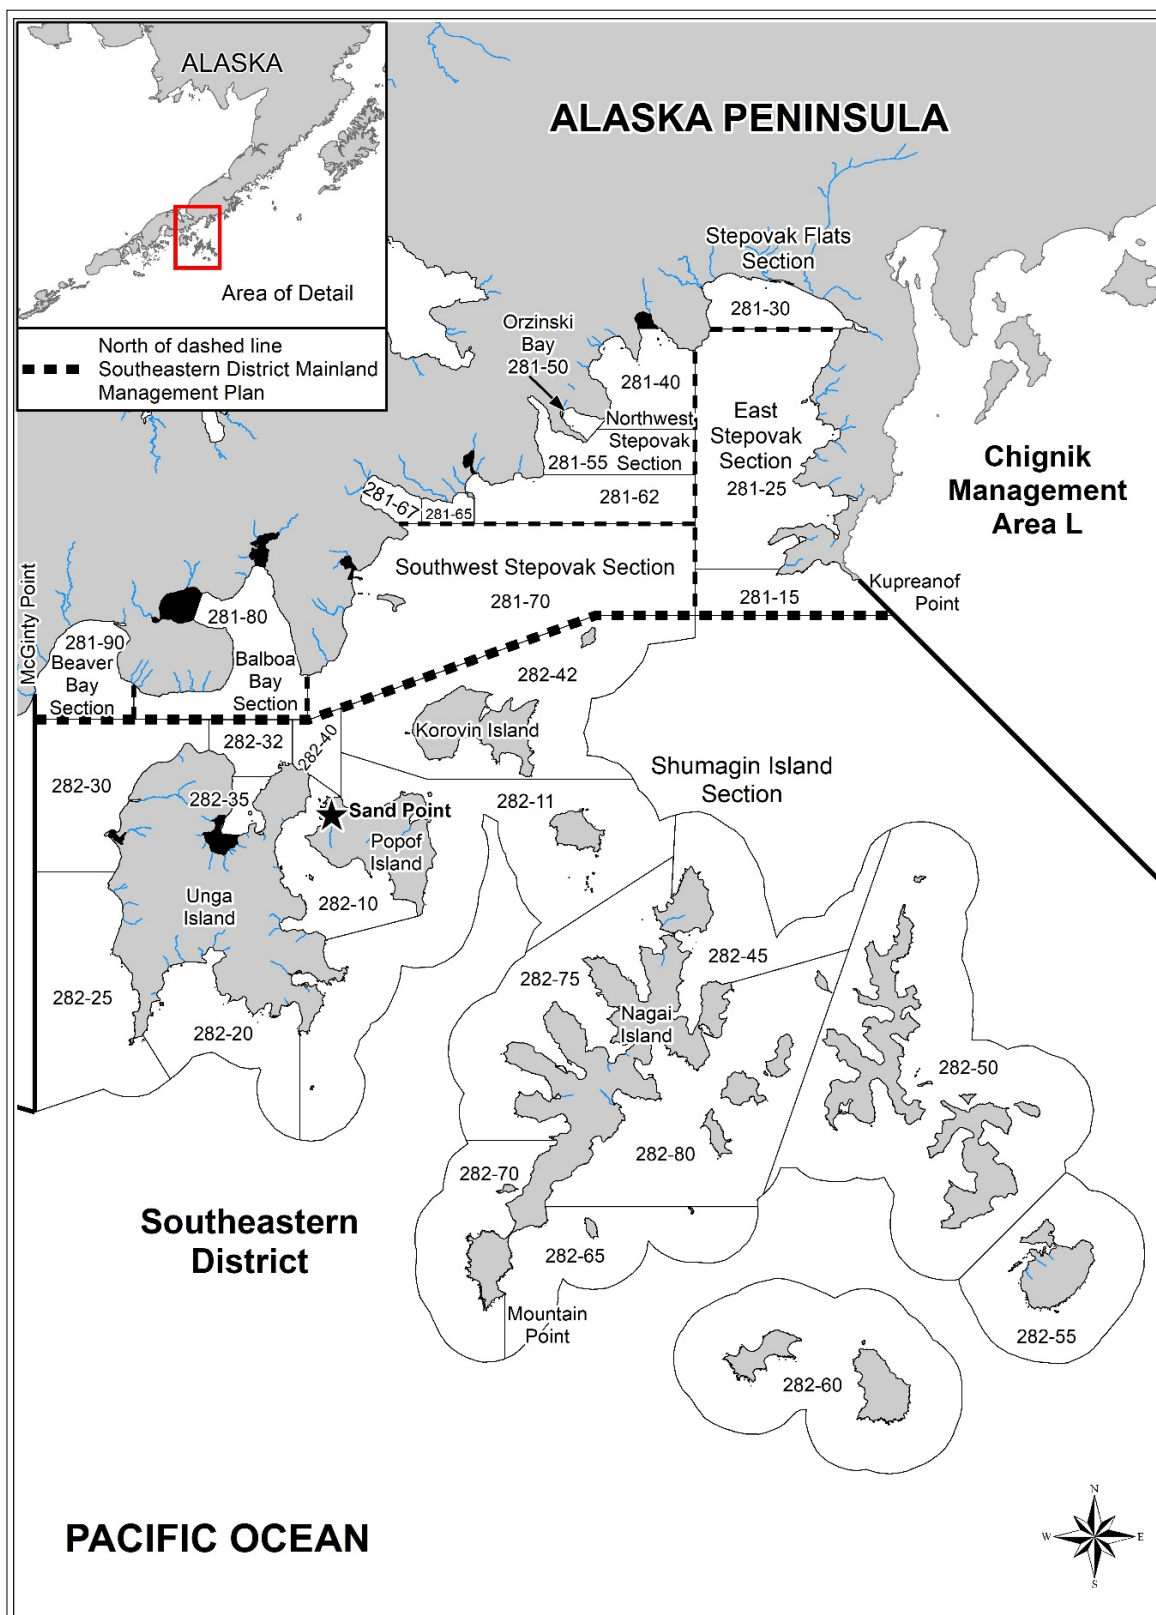 ALASKA
Area of Detail
North of dashed line
Southeastern District Mainland
Management Plan
ALASKA PENINSULA
Stepovak Flats
Section
281-30
Orzinski
Bay
281-50
281-40
Northwest
Stepovak
Section
281-55
East
Stepovak
Section
281-25
Chignik
Management
Area L
281-67
281-65
281-62
Southwest Stepovak Section
281-70
281-15
Kupreanof
Point
McGinty Point
281-90
Beaver
Bay
Section
281-80
Balboa
Bay
Section
282-42
Korovin Island
282-40
282-32
282-30
282-35
Sand Point
Popof
Island
282-11
Shumagin Island
Section
Unga
Island
282-10
282-25
282-20
282-75
282-45
Nagai
Island
282-50
282-80
282-70
282-65
Mountain
Point
282-55
282-60
Southeastern
District
PACIFIC OCEAN
N
W
E
S